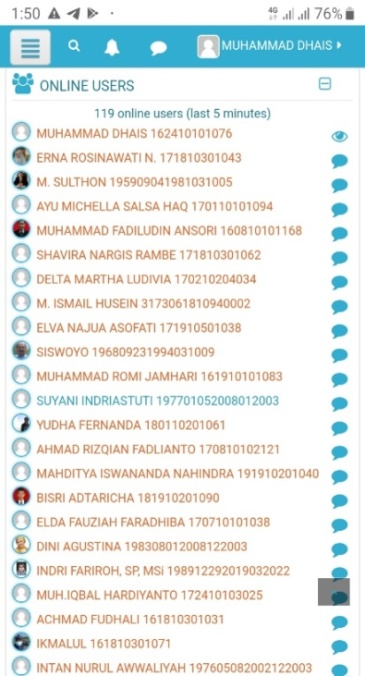 1:50
4G
76%
MUHAMMAD DHAIS
ONLINE USERS
119 online users (last 5 minutes)
MUHAMMAD DHAIS 162410101076
ERNA ROSINAWATI N. 171810301043
M. SULTHON 195909041981031005
AYU MICHELLA SALSA HAQ 170110101094
MUHAMMAD FADILUDIN ANSORI 160810101168
SHAVIRA NARGIS RAMBE 171810301062
DELTA MARTHA LUDIVIA 170210204034
M. ISMAIL HUSEIN 3173061810940002
ELVA NAJUA ASOFATI 171910501038
SISWOYO 196809231994031009
MUHAMMAD ROMI JAMHARI 161910101083
SUYANI INDRIASTUTI 197701052008012003
YUDHA FERNANDA 180110201061
AHMAD RIZQIAN FADLIANTO 170810102121
MAHDITYA ISWANANDA NAHINDRA 191910201040
BISRI ADTARICHA 181910201090
ELDA FAUZIAH FARADHIBA 170710101038
DINI AGUSTINA 198308012008122003
INDRI FARIROH, SP, MSi 198912292019032022
MUH.IQBAL HARDIYANTO 172410103025
ACHMAD FUDHALI 161810301031
IKMALUL 161810301071
INTAN NURUL AWWALIYAH 197605082002122003